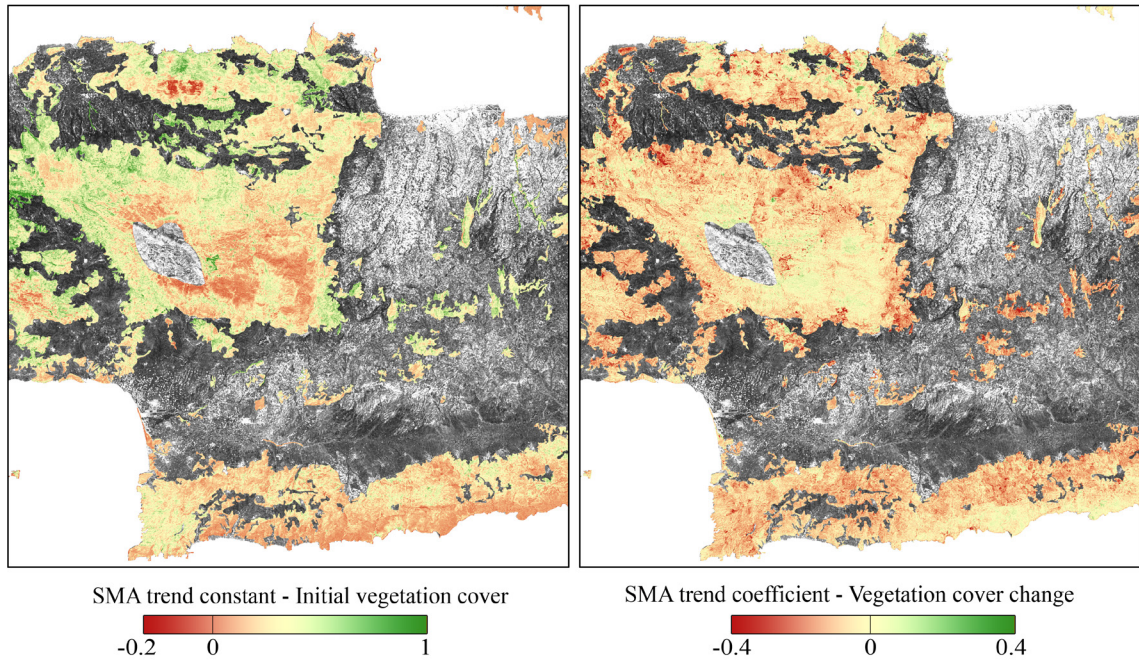 SMA trend constant - Initial vegetation cover
-0.2 0 1
SMA trend coefficient - Vegetation cover change
-0.4 0 0.4